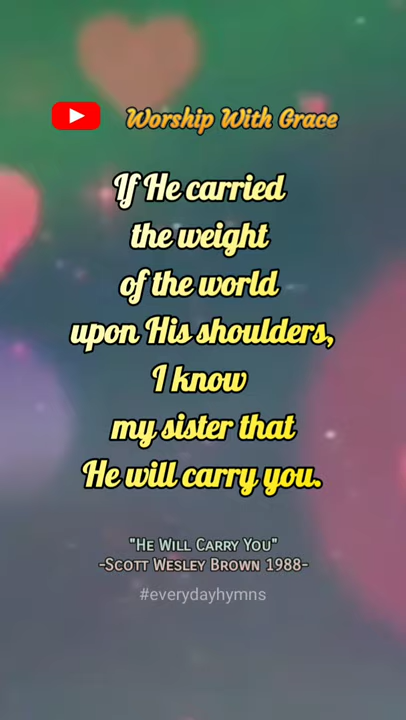 Worship With Grace
If He carried
the weight
of the world
upon His shoulders,
I know
my sister that
He will carry you.
"He Will Carry You"
-Scott Wesley Brown 1988-
#everydayhymns